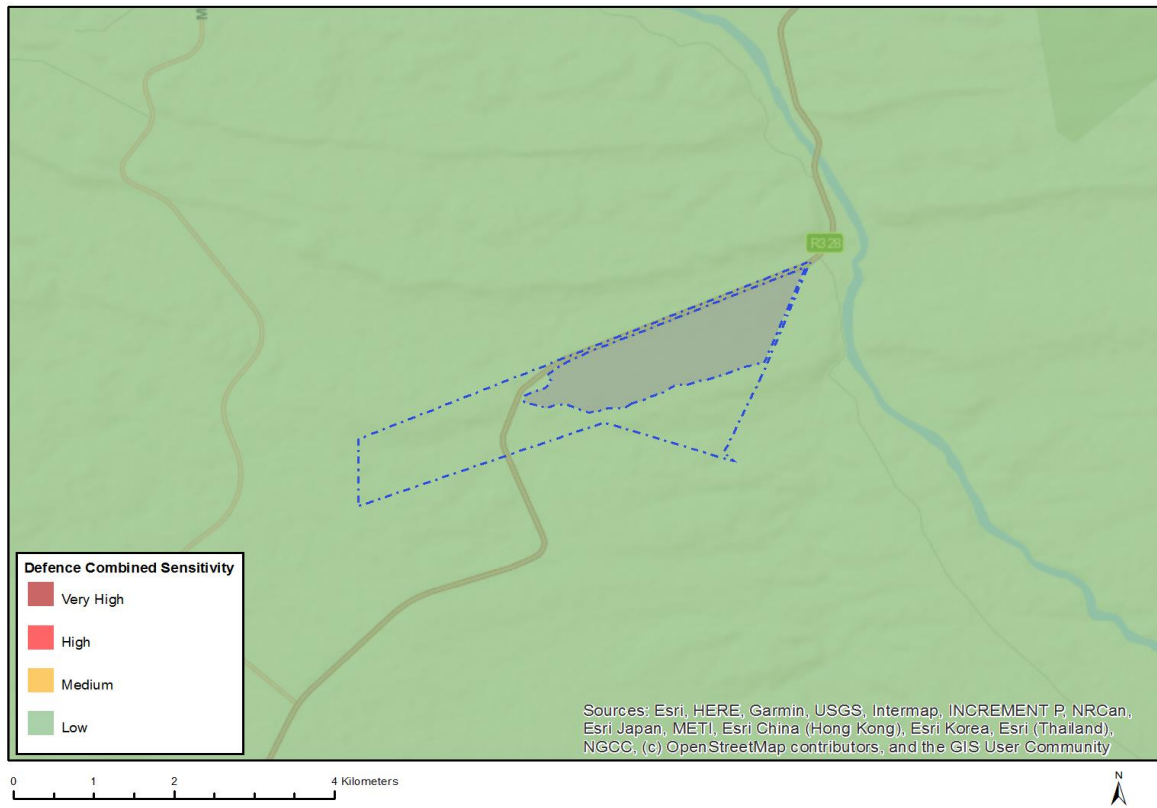 M
R328
Defence Combined Sensitivity
Very High
High
Medium
Low
Sources: Esri, HERE, Garmin, USGS, Intermap, INCREMENT P, NRCan,
Esri Japan, METI, Esri China (Hong Kong), Esri Korea, Esri (Thailand),
NGCC, (c) OpenStreetMap contributors, and the GIS User Community
0 1 2 4 Kilometers
N